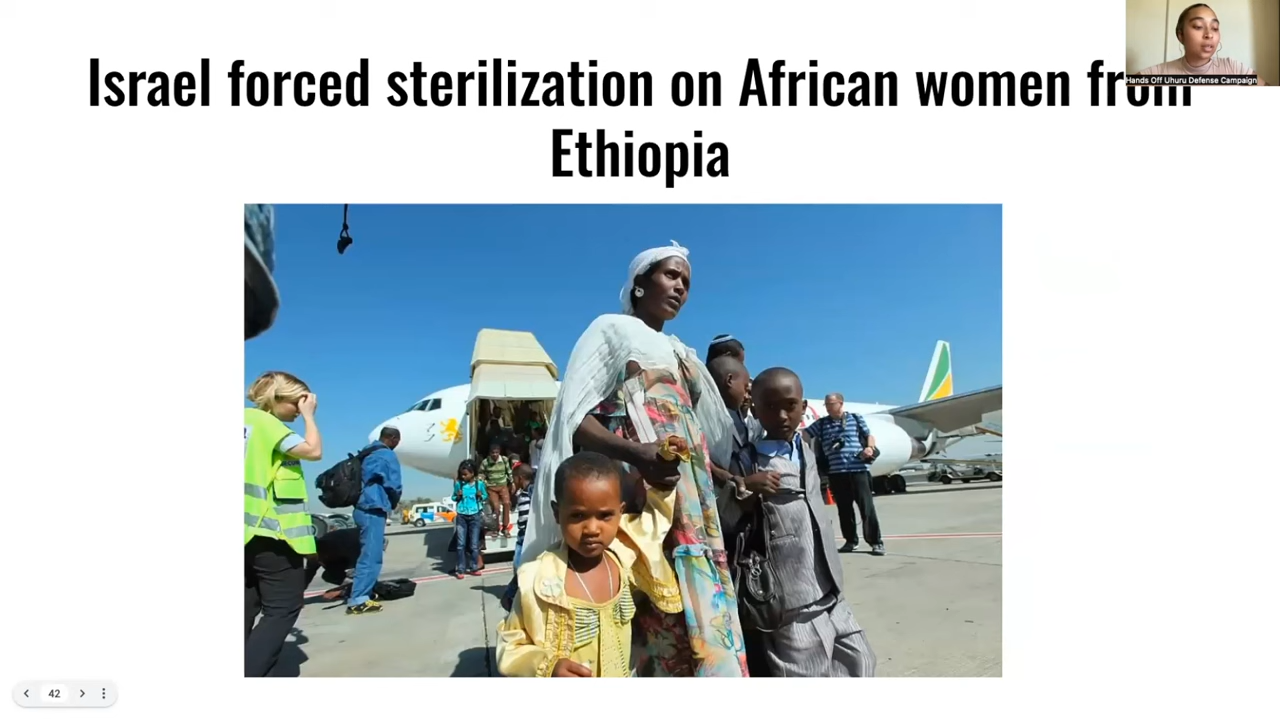 Israel forced sterilization on African women from
Ethiopia
Hands Off Uhuru Defense Campaign
42